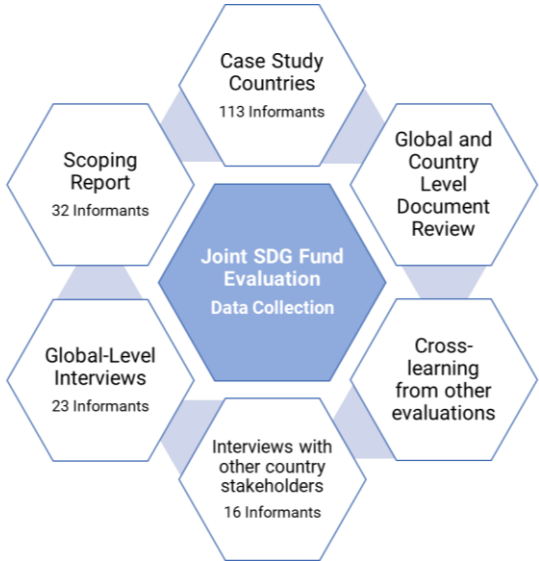 Case Study
Countries
113 Informants
Global and
Country
Level
Document
Review
Cross-
learning
from other
evaluations
Interviews with
other country
stakeholders
16 Informants
Global-Level
Interviews
23 Informants
Scoping
Report
32 Informants
Joint SDG Fund
Evaluation
Data Collection